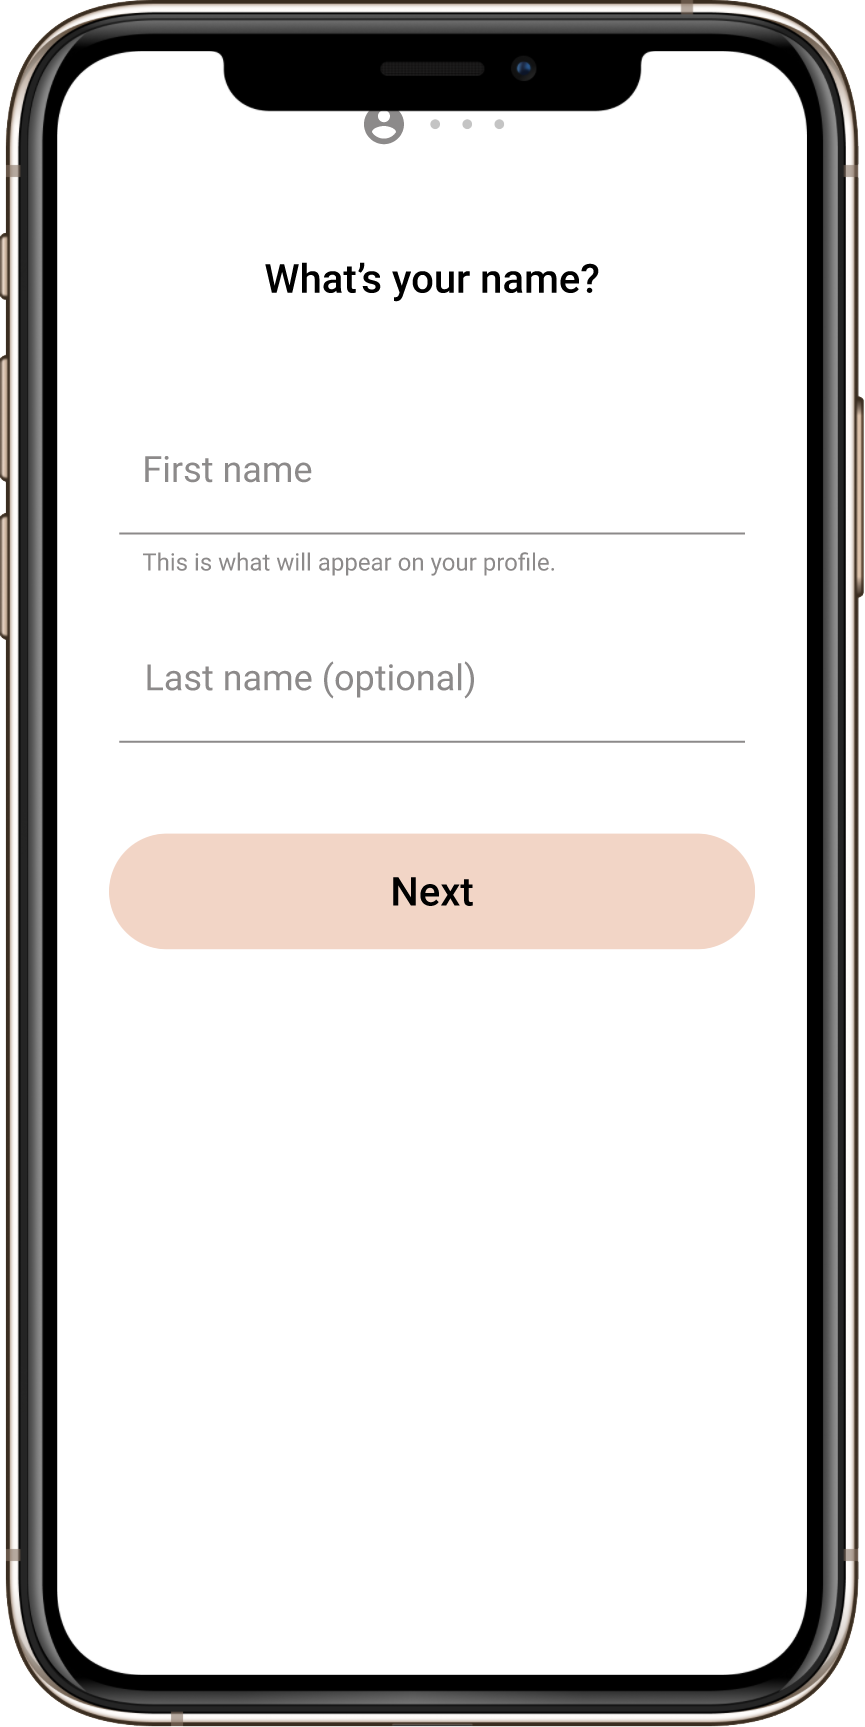 What’s your name?
First name
This is what will appear on your profile.
Last name (optional)
Next